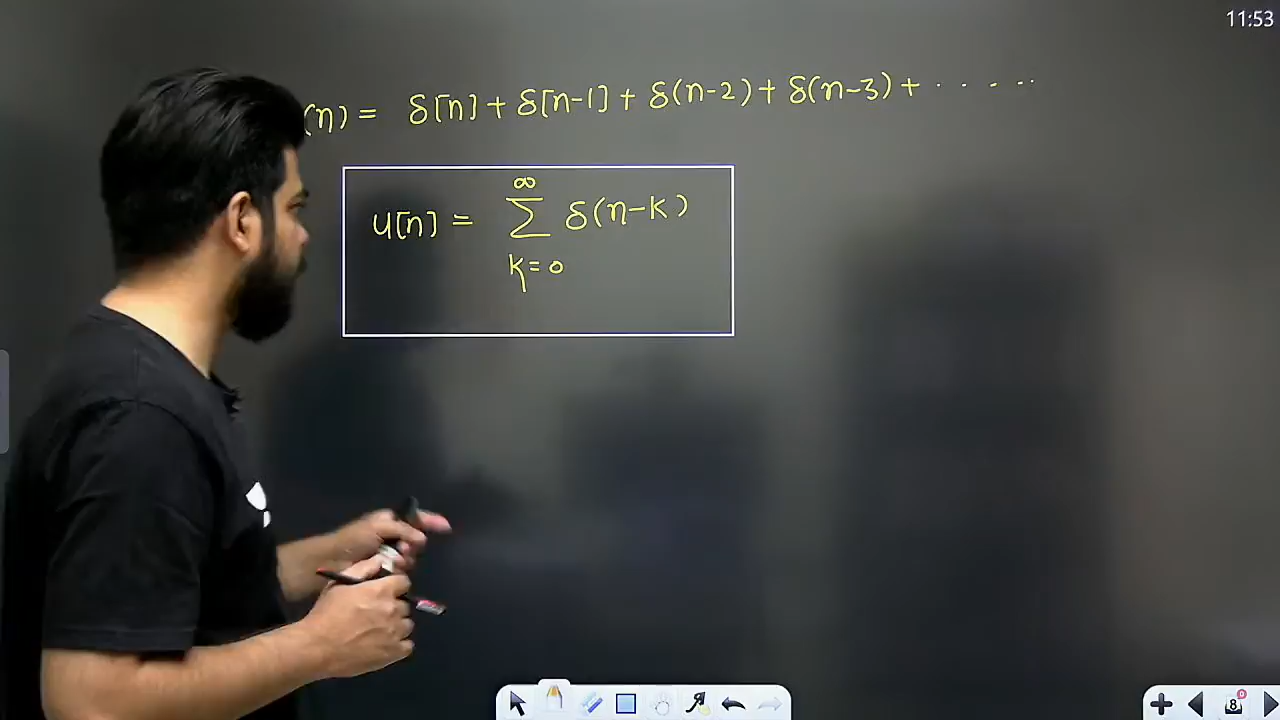 11:53
(n) = δ[n] + δ[n-1] + δ(n-2) + δ(n-3) + . . . . . .
u[n] = ∞ ∑ k=0 δ(n-k)
8